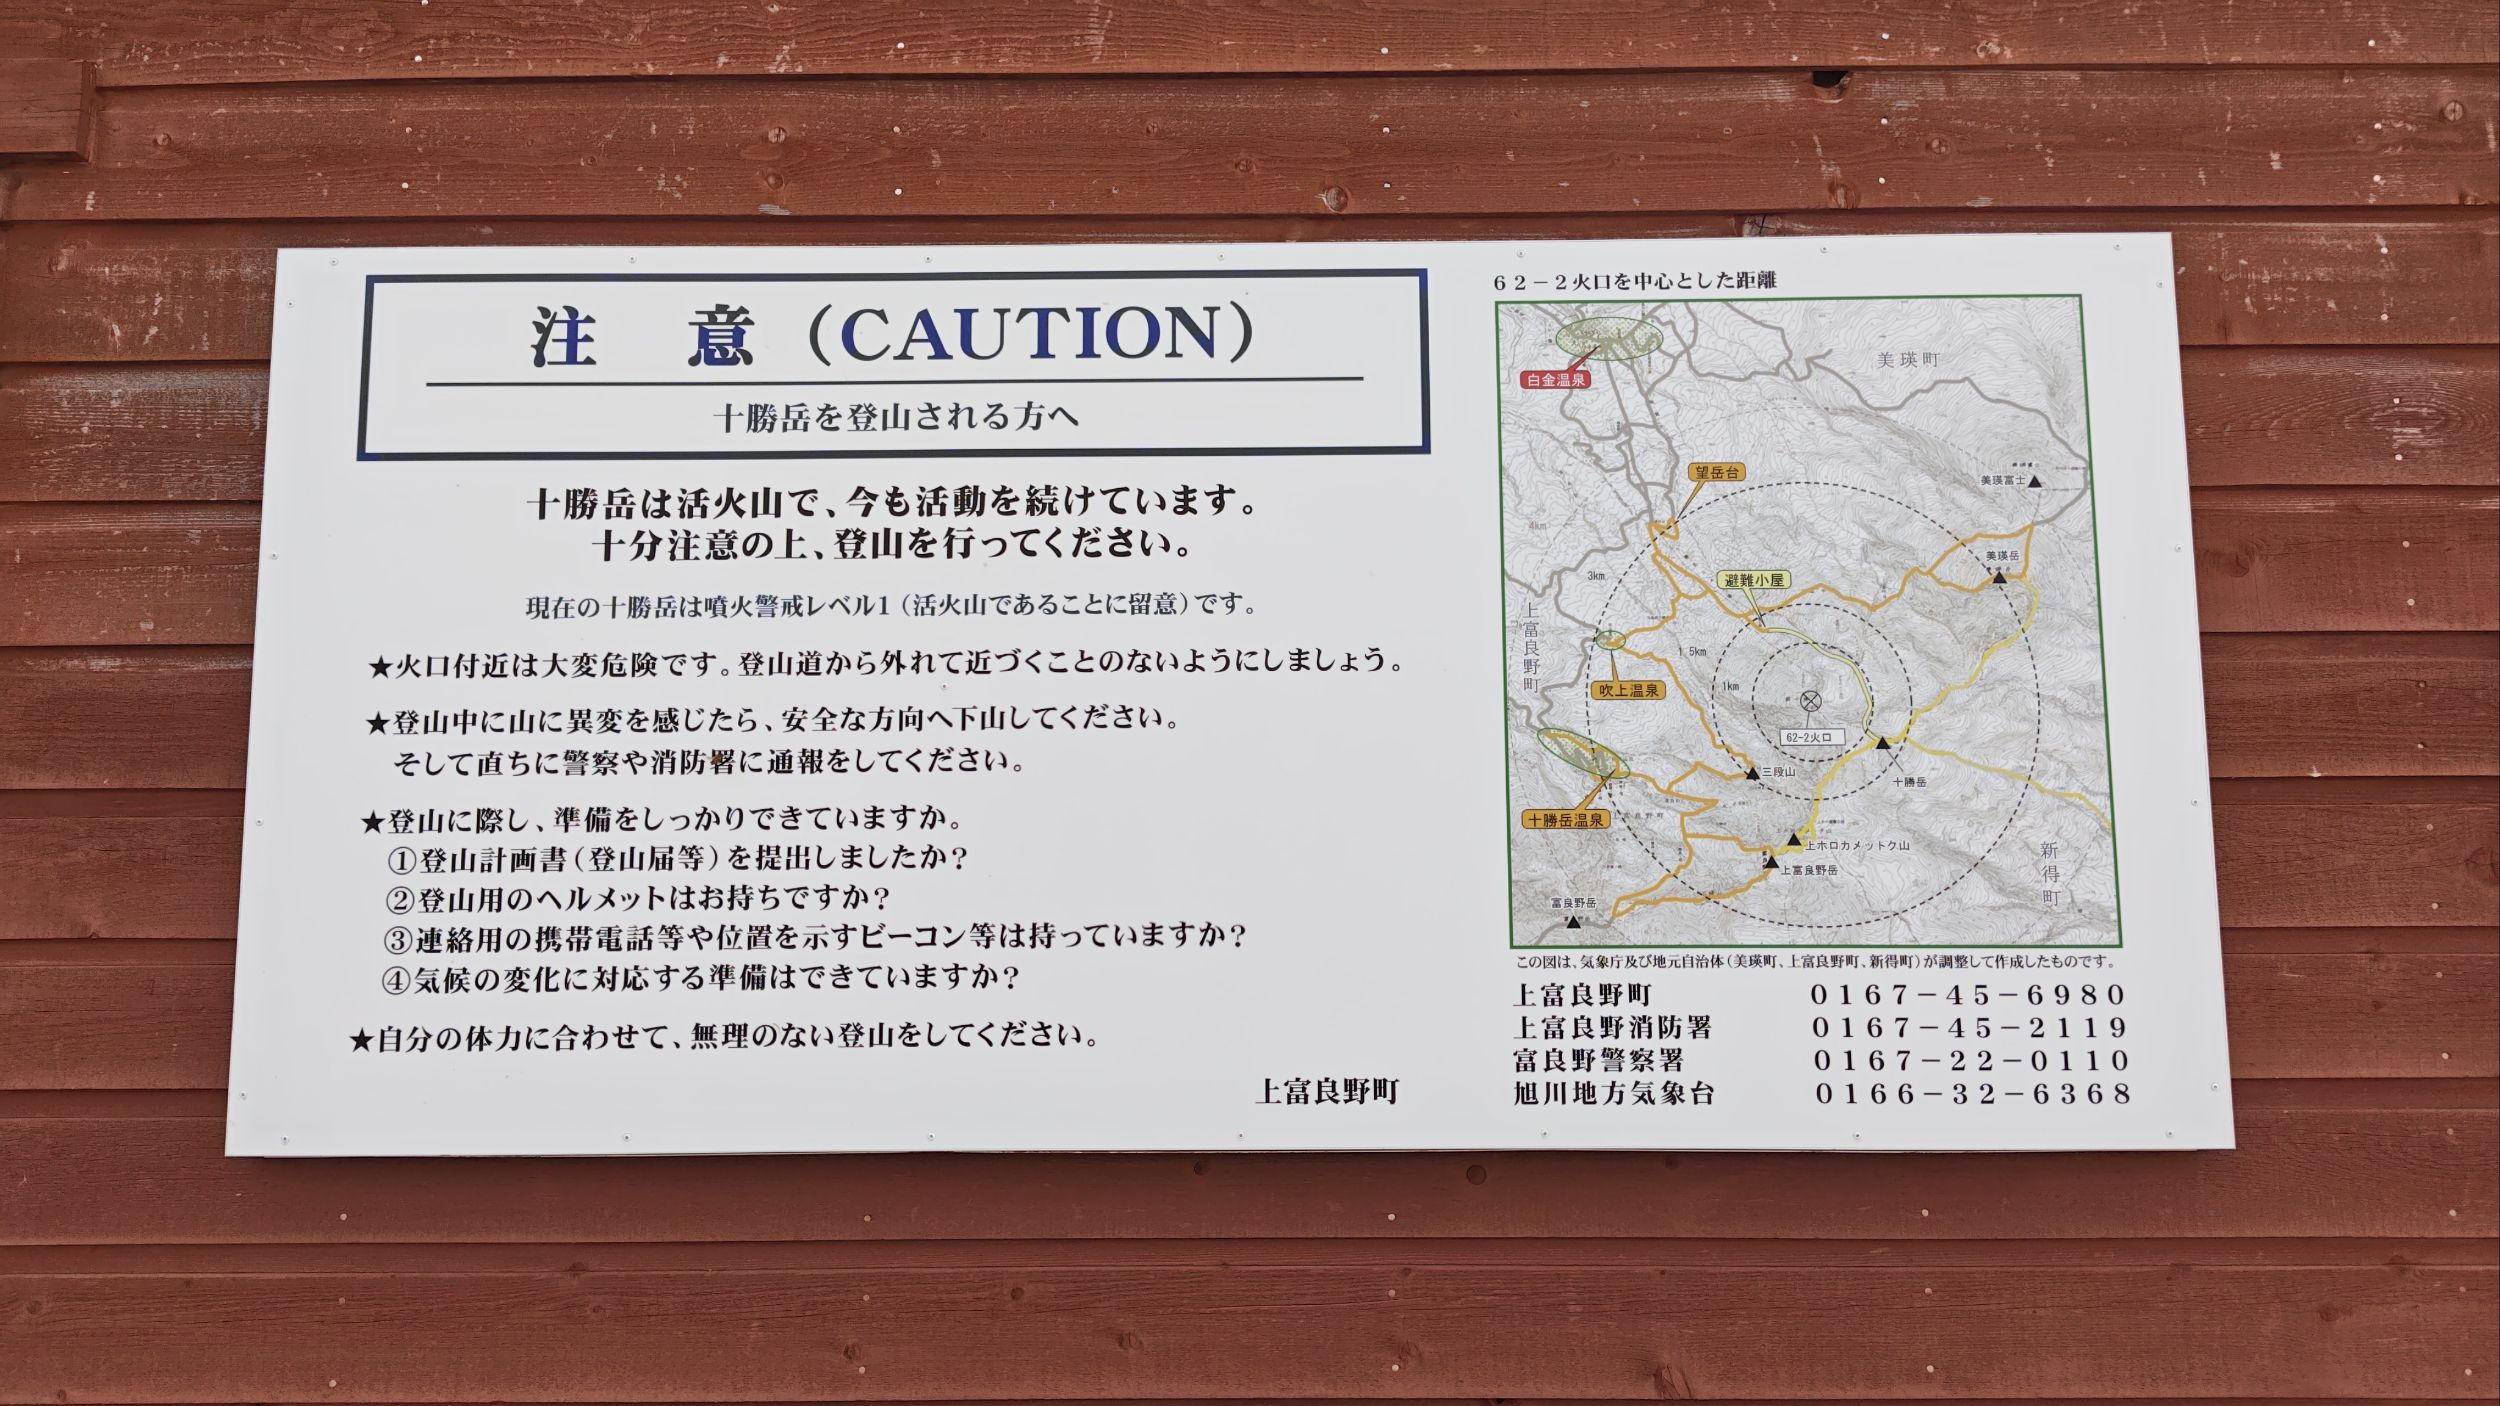 注 意（CAUTION）
十勝岳を登山される方へ
十勝岳は活火山で、今も活動を続けています。
十分注意の上、登山を行ってください。
現在の十勝岳は噴火警戒レベル1（活火山であることに留意）です。
★火口付近は大変危険です。登山道から外れて近づくことのないようにしましょう。
★登山中に山に異変を感じたら、安全な方向へ下山してください。
そして直ちに警察や消防署に通報をしてください。
★登山に際し、準備をしっかりできていますか。
①登山計画書（登山届等）を提出しましたか？
②登山用のヘルメットはお持ちですか？
③連絡用の携帯電話等や位置を示すビーコン等は持っていますか？
④気候の変化に対応する準備はできていますか？
★自分の体力に合わせて、無理のない登山をしてください。
上富良野町
６２－２火口を中心とした距離
美瑛町
白金温泉
望岳台
美瑛富士
4km
美瑛岳
3km
避難小屋
上富良野町
1.5km
吹上温泉
1km
62-2火口
三段山
十勝岳
十勝岳温泉
上ホロカメットク山
上富良野岳
新得町
富良野岳
この図は、気象庁及び地元自治体（美瑛町、上富良野町、新得町）が調整して作成したものです。
上富良野町 ０１６７－４５－６９８０
上富良野消防署 ０１６７－４５－２１１９
富良野警察署 ０１６７－２２－０１１０
旭川地方気象台 ０１６６－３２－６３６８